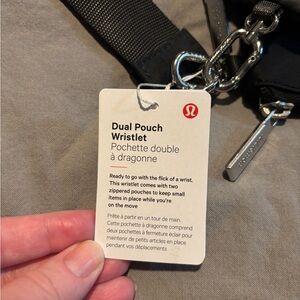 Dual Pouch
Wristlet
Pochette double
à dragonne
Ready to go with the flick of a wrist.
This wristlet comes with two
zippered pouches to keep small
items in place while you're
on the move
Prête à partir en un tour de main.
Cette pochette à dragonne comprend
deux pochettes à fermeture éclair pour
maintenir de petits articles en place
pendant vos déplacements